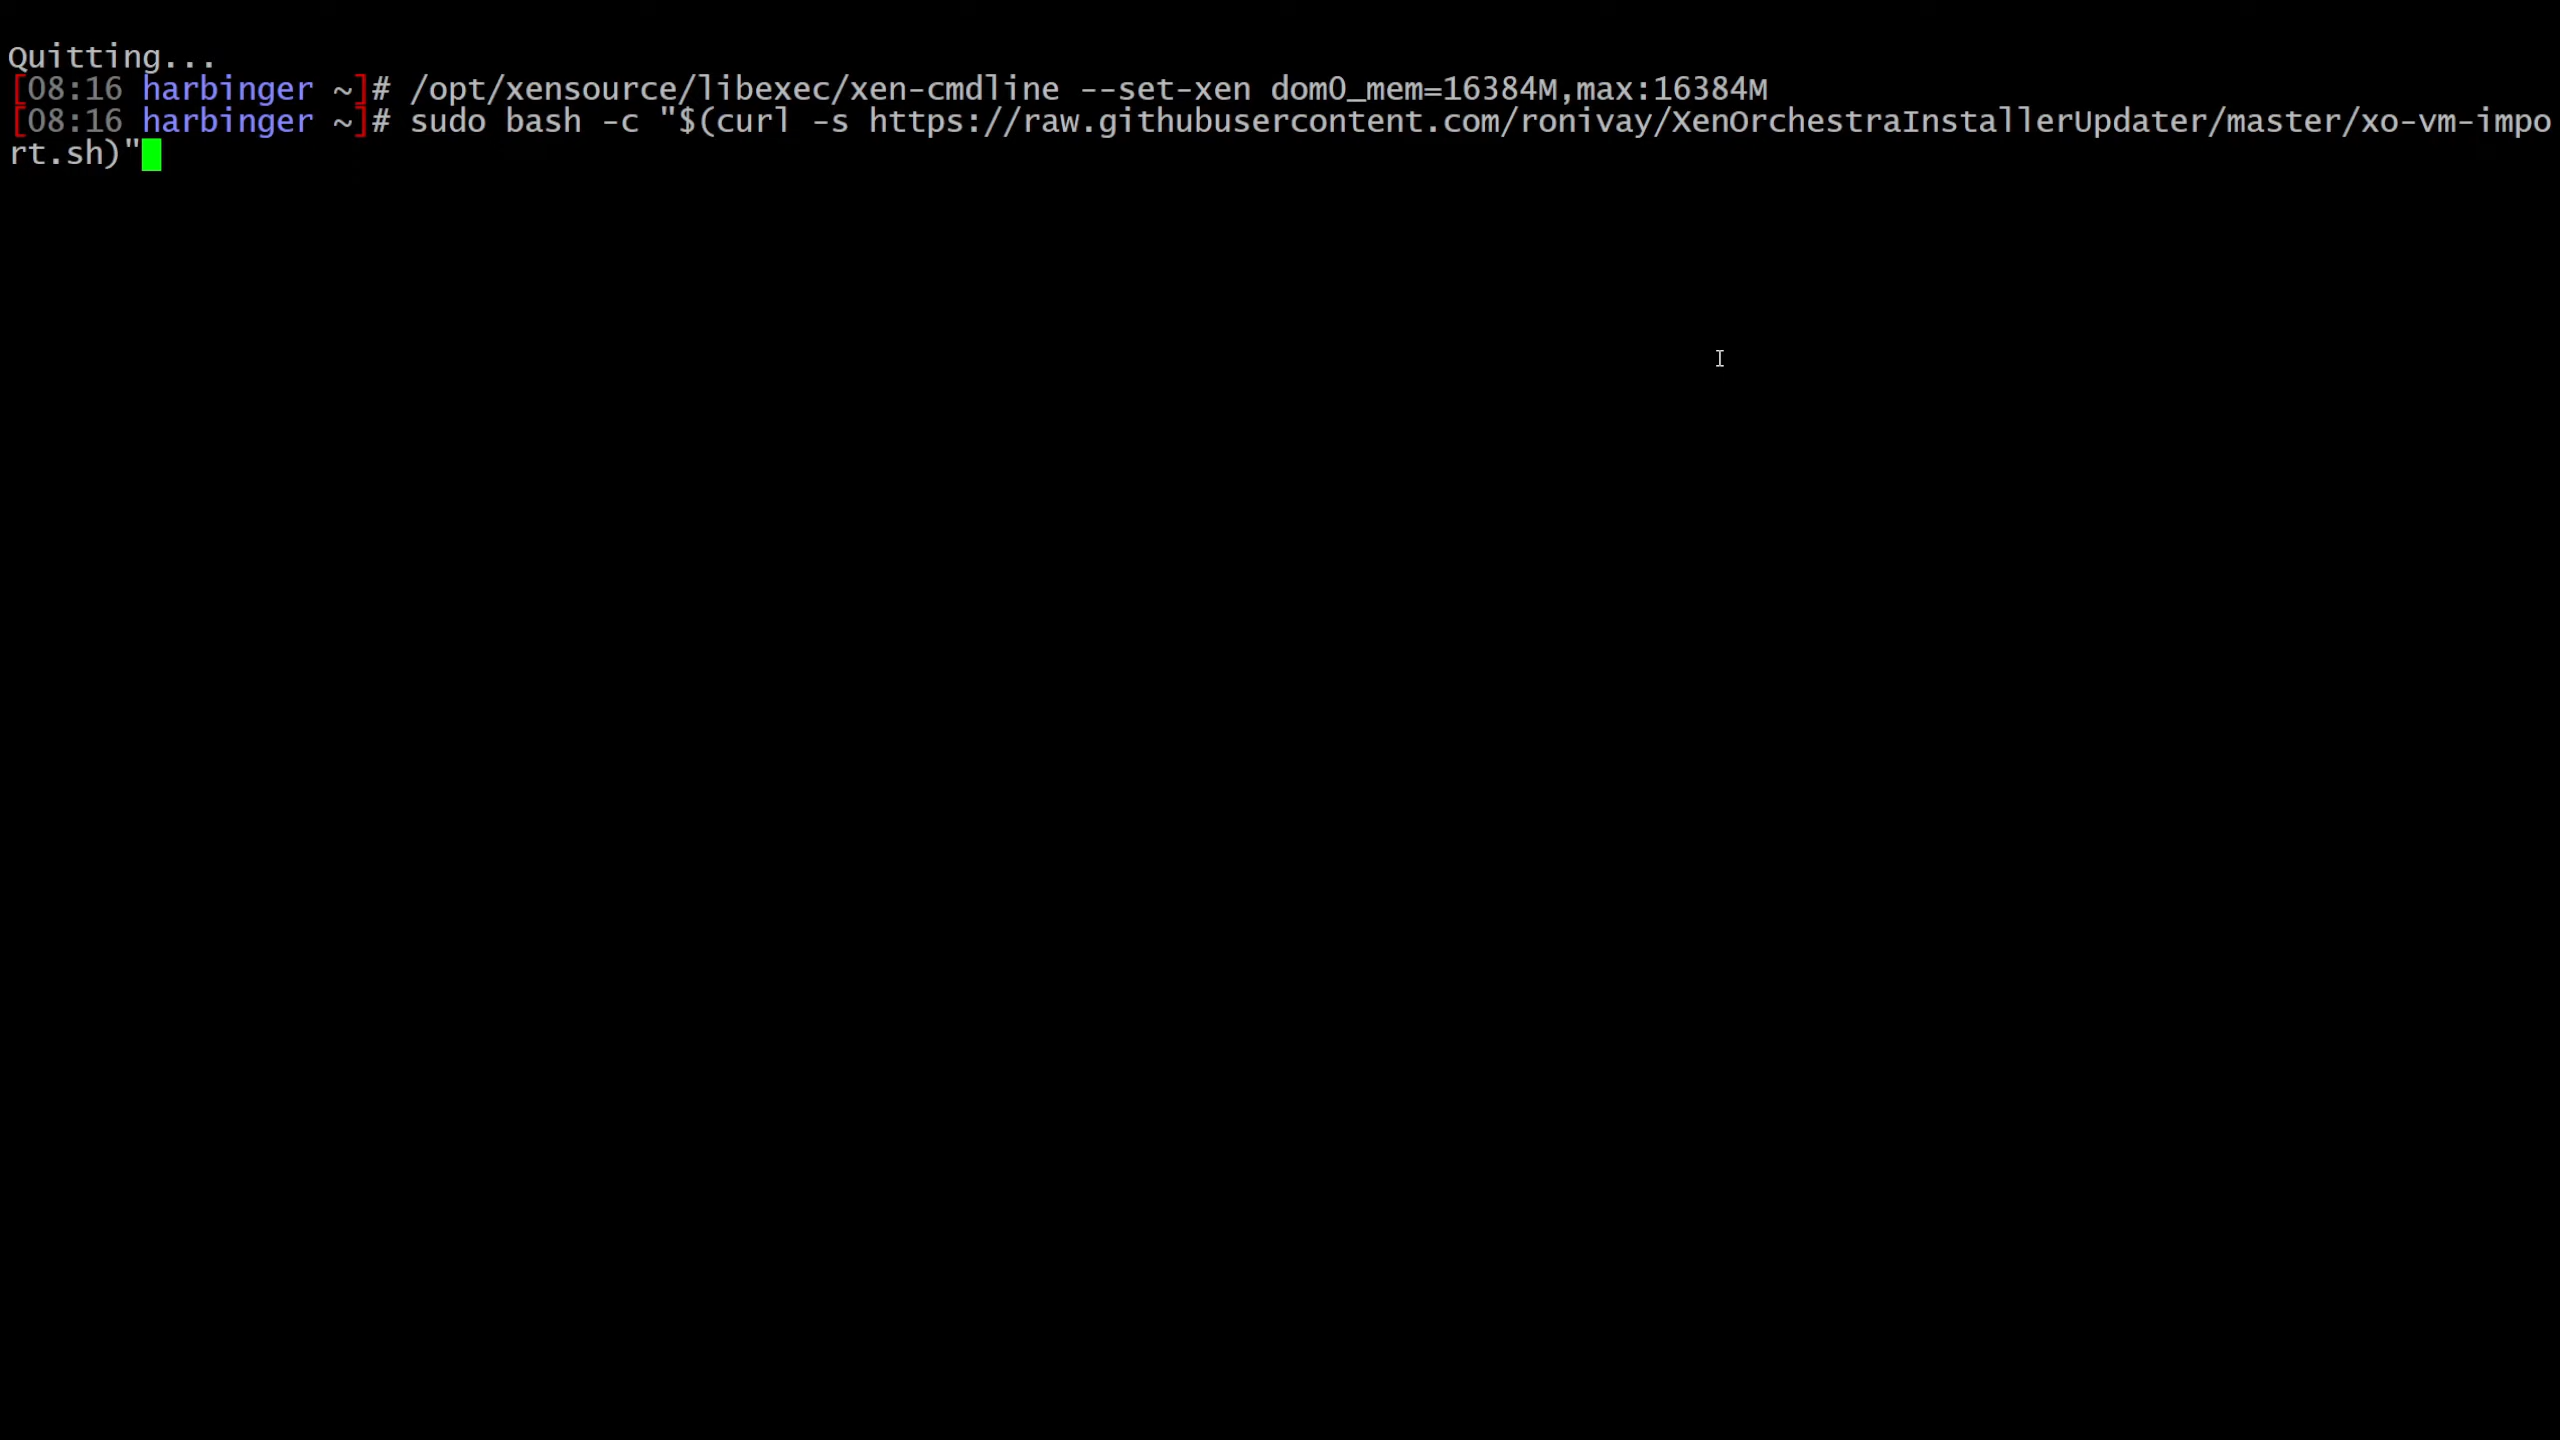 Quitting...
[08:16 harbinger ~]# /opt/xensource/libexec/xen-cmdline --set-xen dom0_mem=16384M,max:16384M
[08:16 harbinger ~]# sudo bash -c "$(curl -s https://raw.githubusercontent.com/ronivay/XenOrchestraInstallerUpdater/master/xo-vm-impo
rt.sh)"